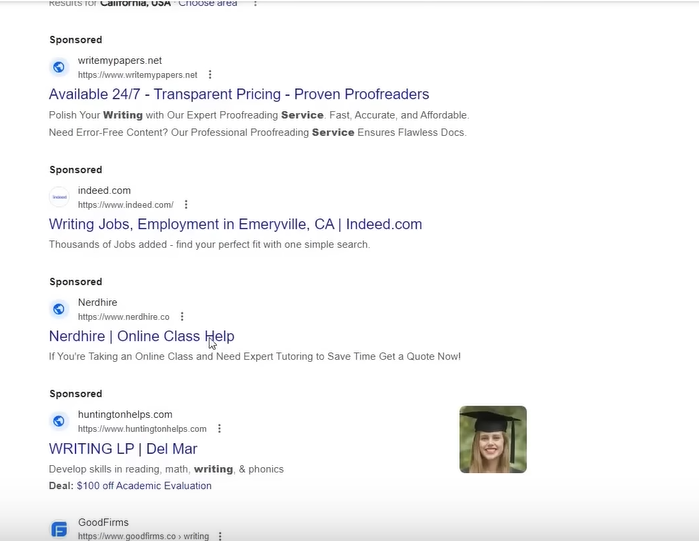 Results for California, USA · Choose area
Sponsored
writemypapers.net
https://www.writemypapers.net
Available 24/7 - Transparent Pricing - Proven Proofreaders
Polish Your Writing with Our Expert Proofreading Service. Fast, Accurate, and Affordable.
Need Error-Free Content? Our Professional Proofreading Service Ensures Flawless Docs.
Sponsored
indeed.com
https://www.indeed.com/
Writing Jobs, Employment in Emeryville, CA | Indeed.com
Thousands of Jobs added - find your perfect fit with one simple search.
Sponsored
Nerdhire
https://www.nerdhire.co
Nerdhire | Online Class Help
If You're Taking an Online Class and Need Expert Tutoring to Save Time Get a Quote Now!
Sponsored
huntingtonhelps.com
https://www.huntingtonhelps.com
WRITING LP | Del Mar
Develop skills in reading, math, writing, & phonics
Deal: $100 off Academic Evaluation
GoodFirms
https://www.goodfirms.co › writing